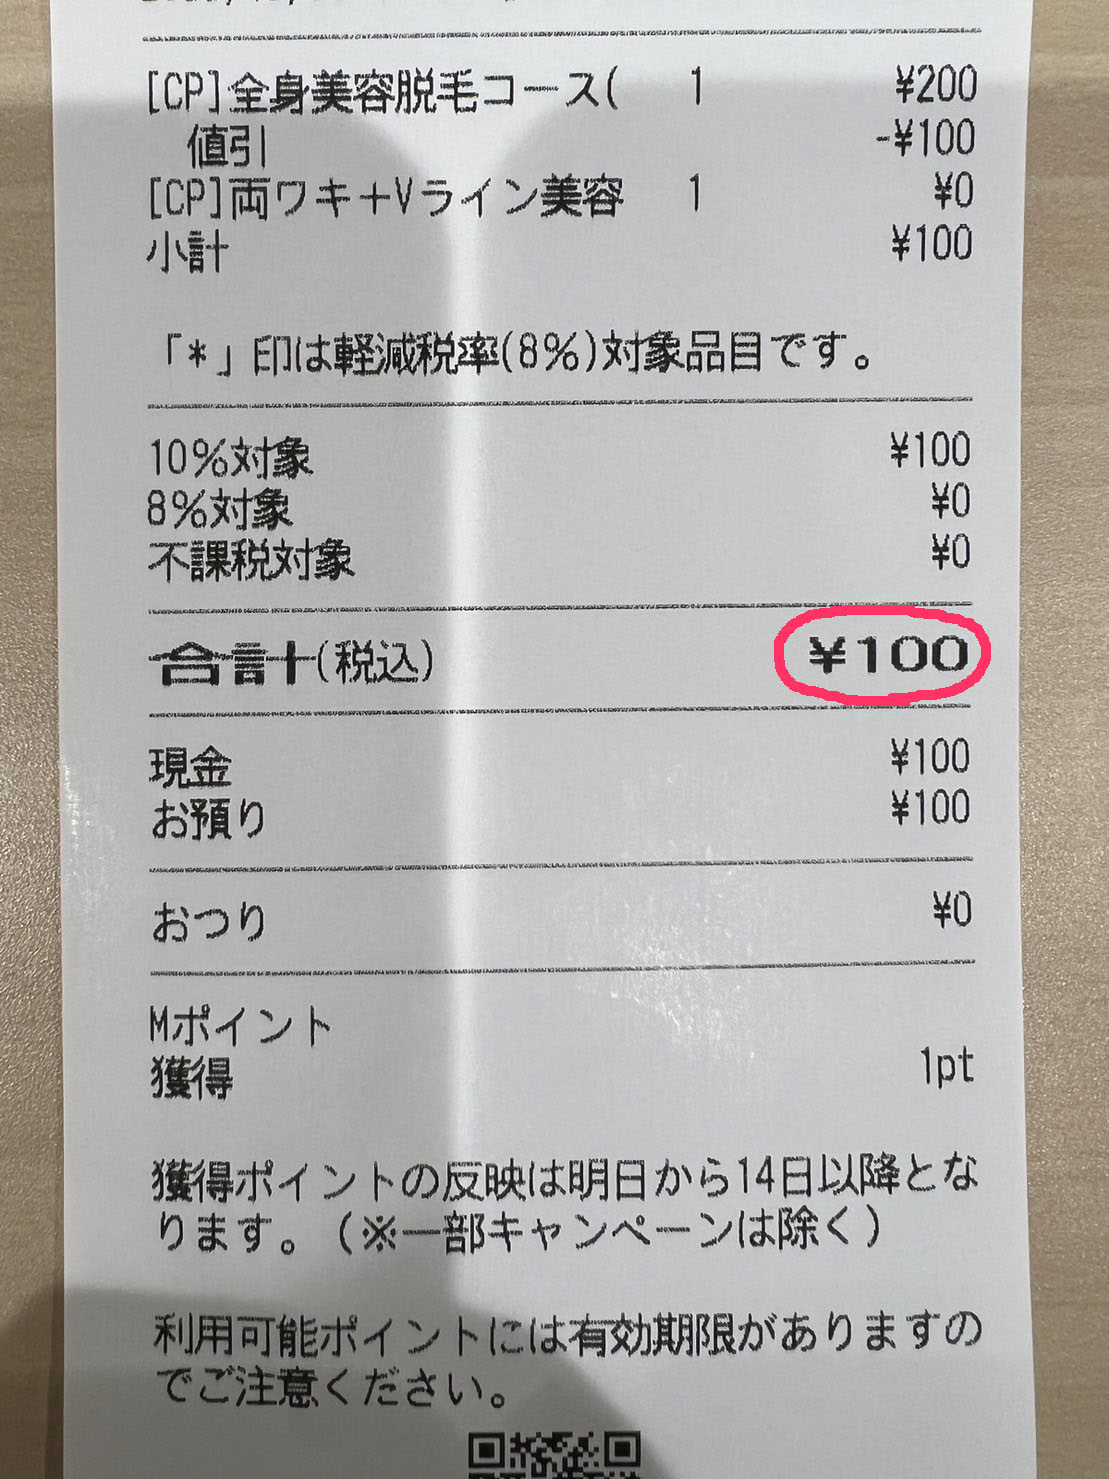 [CP]全身美容脱毛コース( 1 ¥200
値引 -¥100
[CP]両ワキ+Vライン美容 1 ¥0
小計 ¥100
「*」印は軽減税率(8%)対象品目です。
10%対象 ¥100
8%対象 ¥0
不課税対象 ¥0
合計(税込) ¥100
現金 ¥100
お預り ¥100
おつり ¥0
Mポイント
獲得 1pt
獲得ポイントの反映は明日から14日以降とな
ります。(※一部キャンペーンは除く)
利用可能ポイントには有効期限がありますの
でご注意ください。